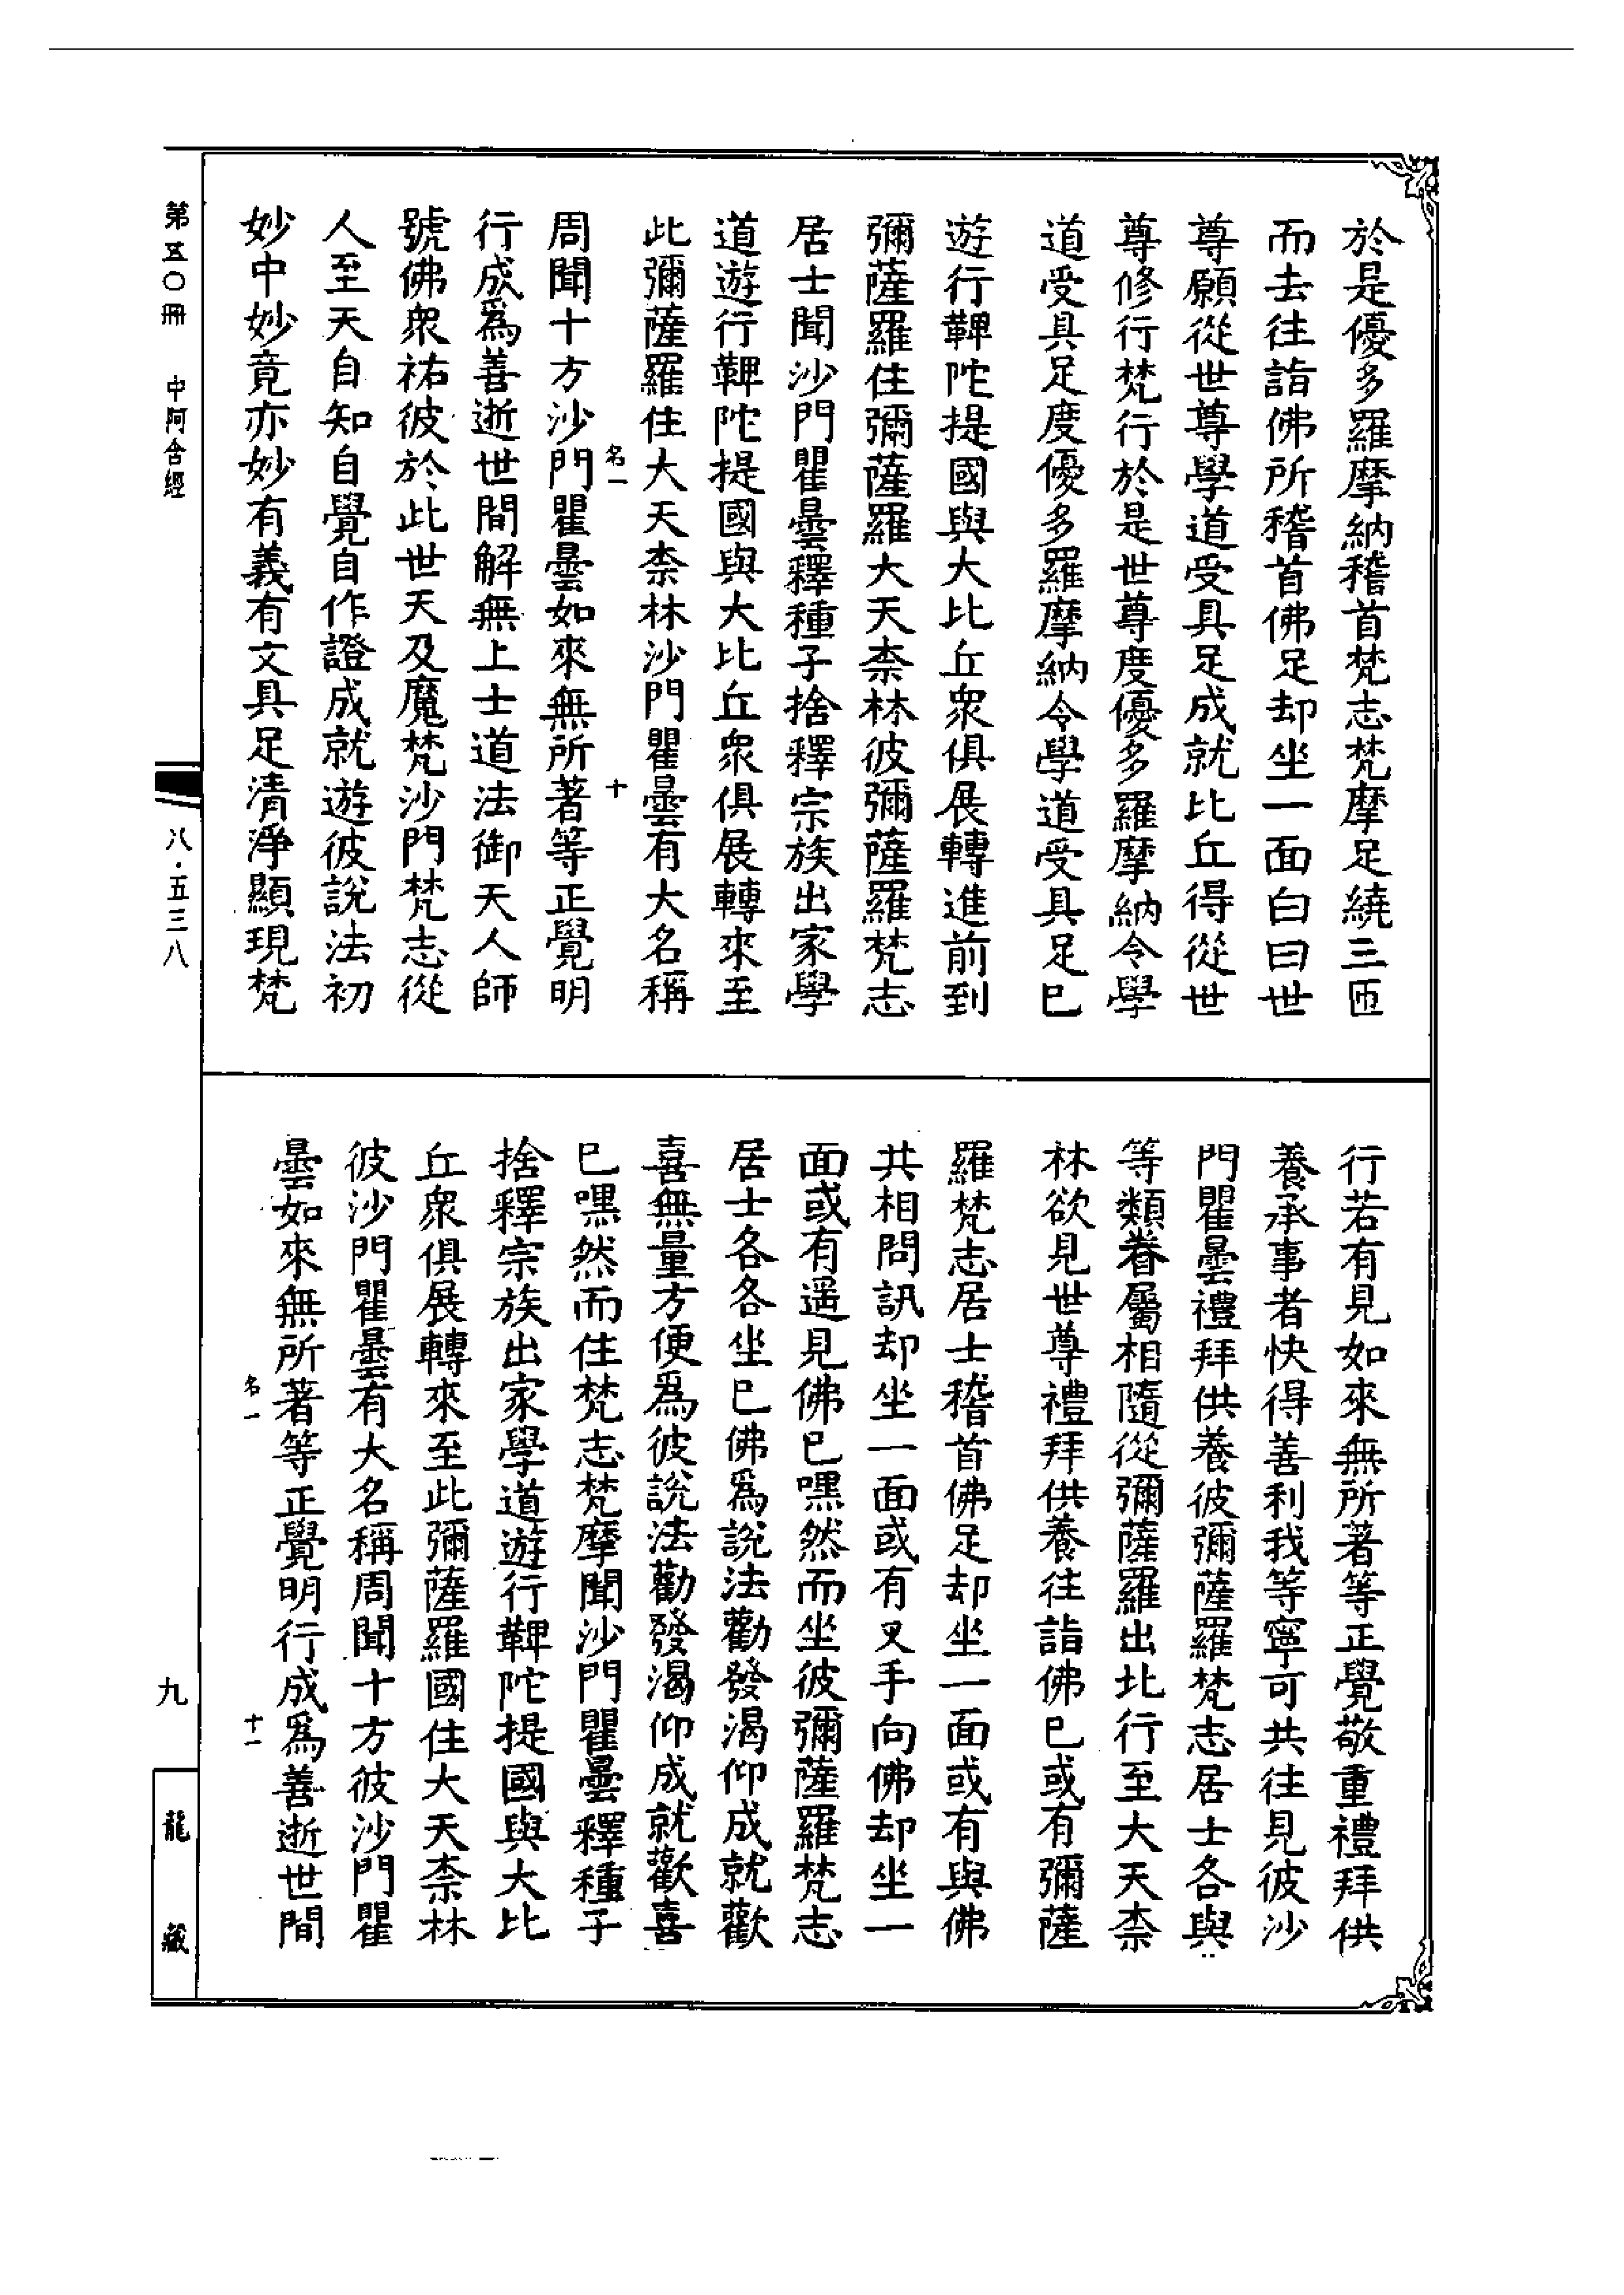 於是優多羅摩納稽首梵志梵摩足繞三匝
而去往詣佛所稽首佛足却坐一面白曰世
尊願從世尊學道受具足成就比丘得從世
尊修行梵行於是世尊度優多羅摩納令學
道受具足度優多羅摩納令學道受具足已
遊行鞞陀提國與大比丘衆俱展轉進前到
彌薩羅住彌薩羅大天㮈林彼彌薩羅梵志
居士聞沙門瞿曇釋種子捨釋宗族出家學
道遊行鞞陀提國與大比丘衆俱展轉來至
此彌薩羅住大天㮈林沙門瞿曇有大名稱
名一
十
周聞十方沙門瞿曇如來無所著等正覺明
行成爲善逝世間解無上士道法御天人師
號佛衆祐彼於此世天及魔梵沙門梵志從
人至天自知自覺自作證成就遊彼說法初
妙中妙竟亦妙有義有文具足清淨顯現梵
行若有見如來無所著等正覺敬重禮拜供
養承事者快得善利我等寧可共往見彼沙
門瞿曇禮拜供養彼彌薩羅梵志居士各與
等類眷屬相隨從彌薩羅出北行至大天㮈
林欲見世尊禮拜供養往詣佛已或有彌薩
羅梵志居士稽首佛足却坐一面或有與佛
共相問訊却坐一面或有叉手向佛却坐一
面或有遥見佛已嘿然而坐彼彌薩羅梵志
居士各各坐已佛爲說法勸發渴仰成就歡
喜無量方便爲彼說法勸發渴仰成就歡喜
已嘿然而住梵志梵摩聞沙門瞿曇釋種子
捨釋宗族出家學道遊行鞞陀提國與大比
丘衆俱展轉來至此彌薩羅國住大天㮈林
彼沙門瞿曇有大名稱周聞十方彼沙門瞿
曇如來無所著等正覺明行成爲善逝世間
名一
十一
第五〇冊 中阿含經
八·五三八
九
龍藏